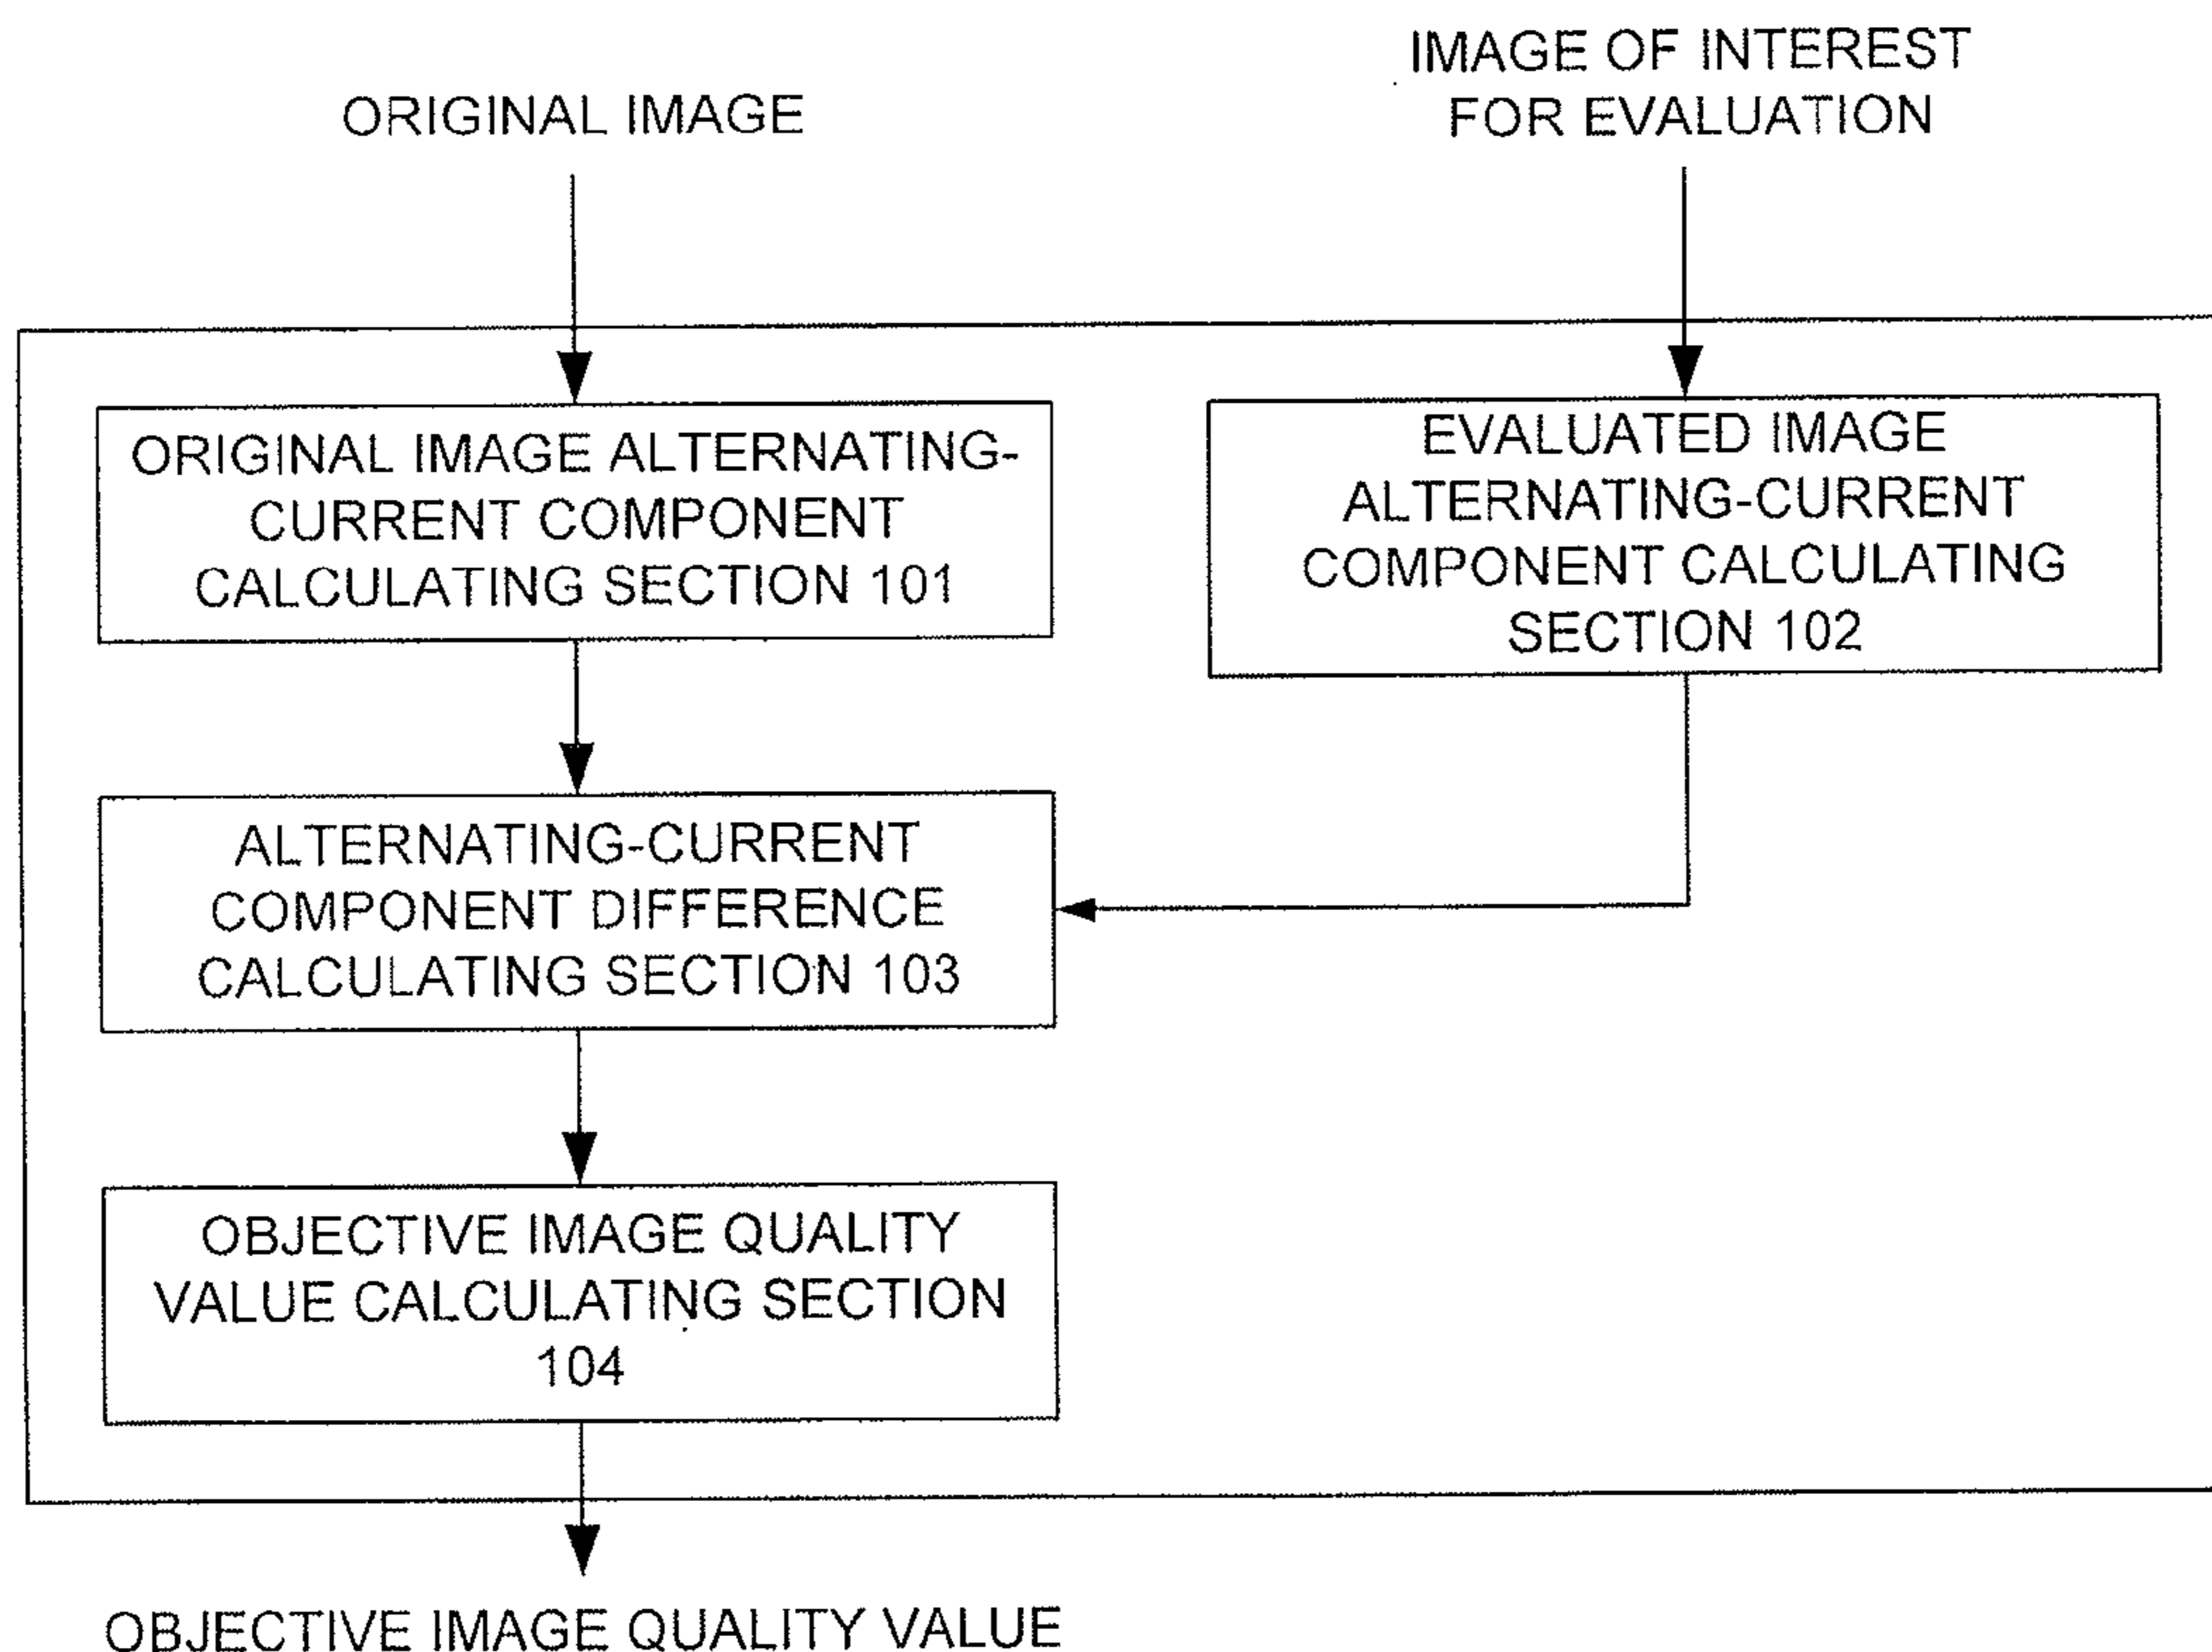 ORIGINAL IMAGE
IMAGE OF INTEREST
FOR EVALUATION
ORIGINAL IMAGE ALTERNATING-
CURRENT COMPONENT
CALCULATING SECTION 101
EVALUATED IMAGE
ALTERNATING-CURRENT
COMPONENT CALCULATING
SECTION 102
ALTERNATING-CURRENT
COMPONENT DIFFERENCE
CALCULATING SECTION 103
OBJECTIVE IMAGE QUALITY
VALUE CALCULATING SECTION
104
OBJECTIVE IMAGE QUALITY VALUE